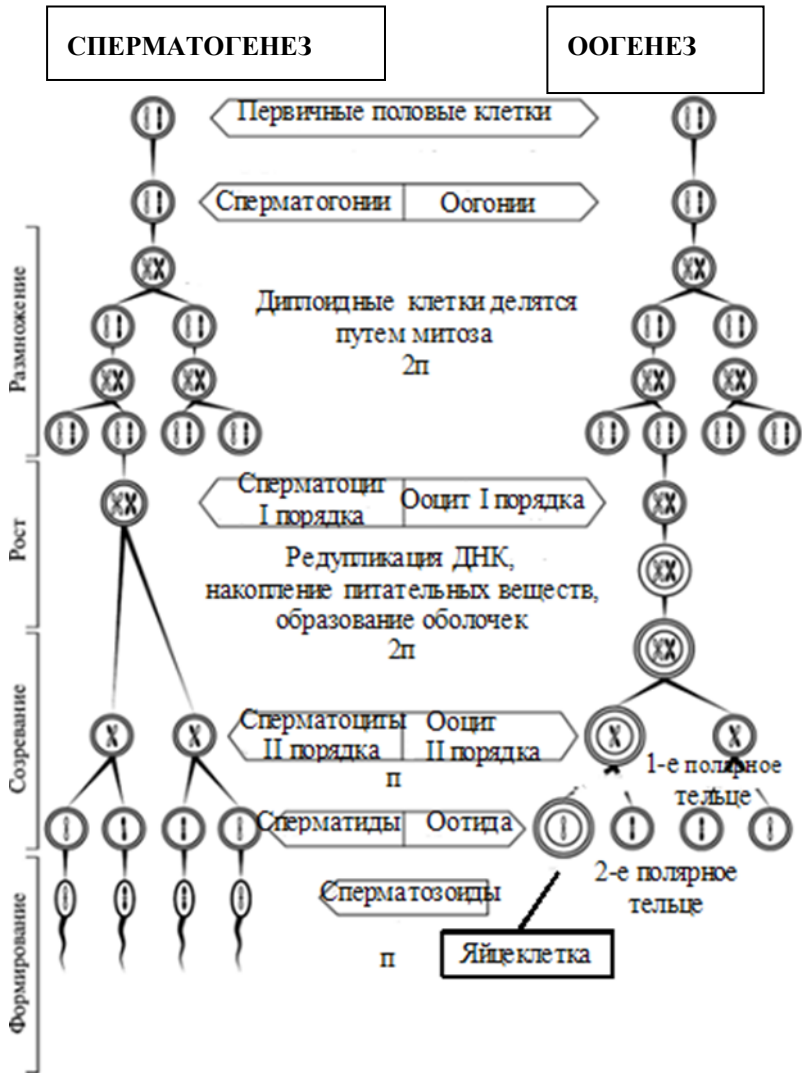 СПЕРМАТОГЕНЕЗ
ООГЕНЕЗ
Первичные половые клетки
Сперматогонии
Оогонии
Размножение
Диплоидные клетки делятся
путем митоза
2п
Рост
Сперматоцит
I порядка
Ооцит I порядка
Редупликация ДНК,
накопление питательных веществ,
образование оболочек
2п
Созревание
Сперматоциты
II порядка
Ооцит
II порядка
п
1-е полярное
тельце
Сперматиды
Оотида
2-е полярное
тельце
Формирование
Сперматозоиды
п
Яйцеклетка